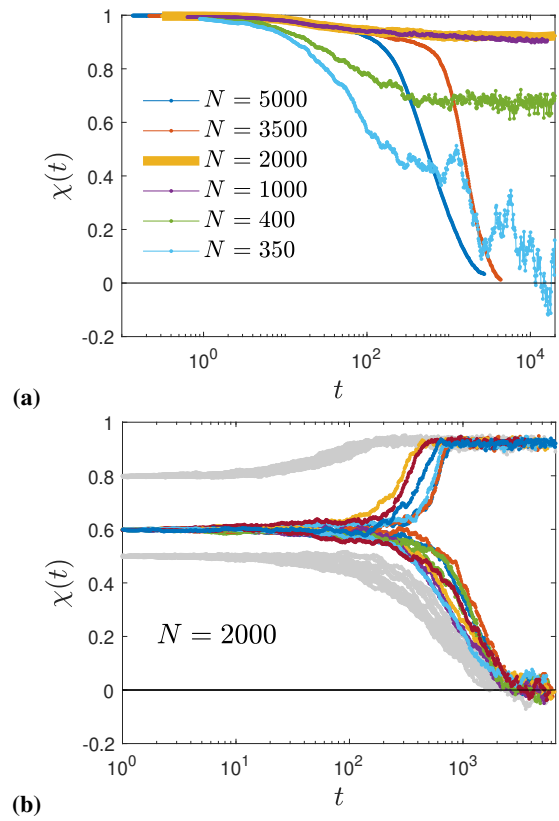 1
0.8
0.6
0.4
0.2
0
-0.2
χ(t)
N = 5000
N = 3500
N = 2000
N = 1000
N = 400
N = 350
10^0 10^2 10^4
t
(a)
1
0.8
0.6
0.4
0.2
0
-0.2
χ(t)
N = 2000
10^0 10^1 10^2 10^3
t
(b)